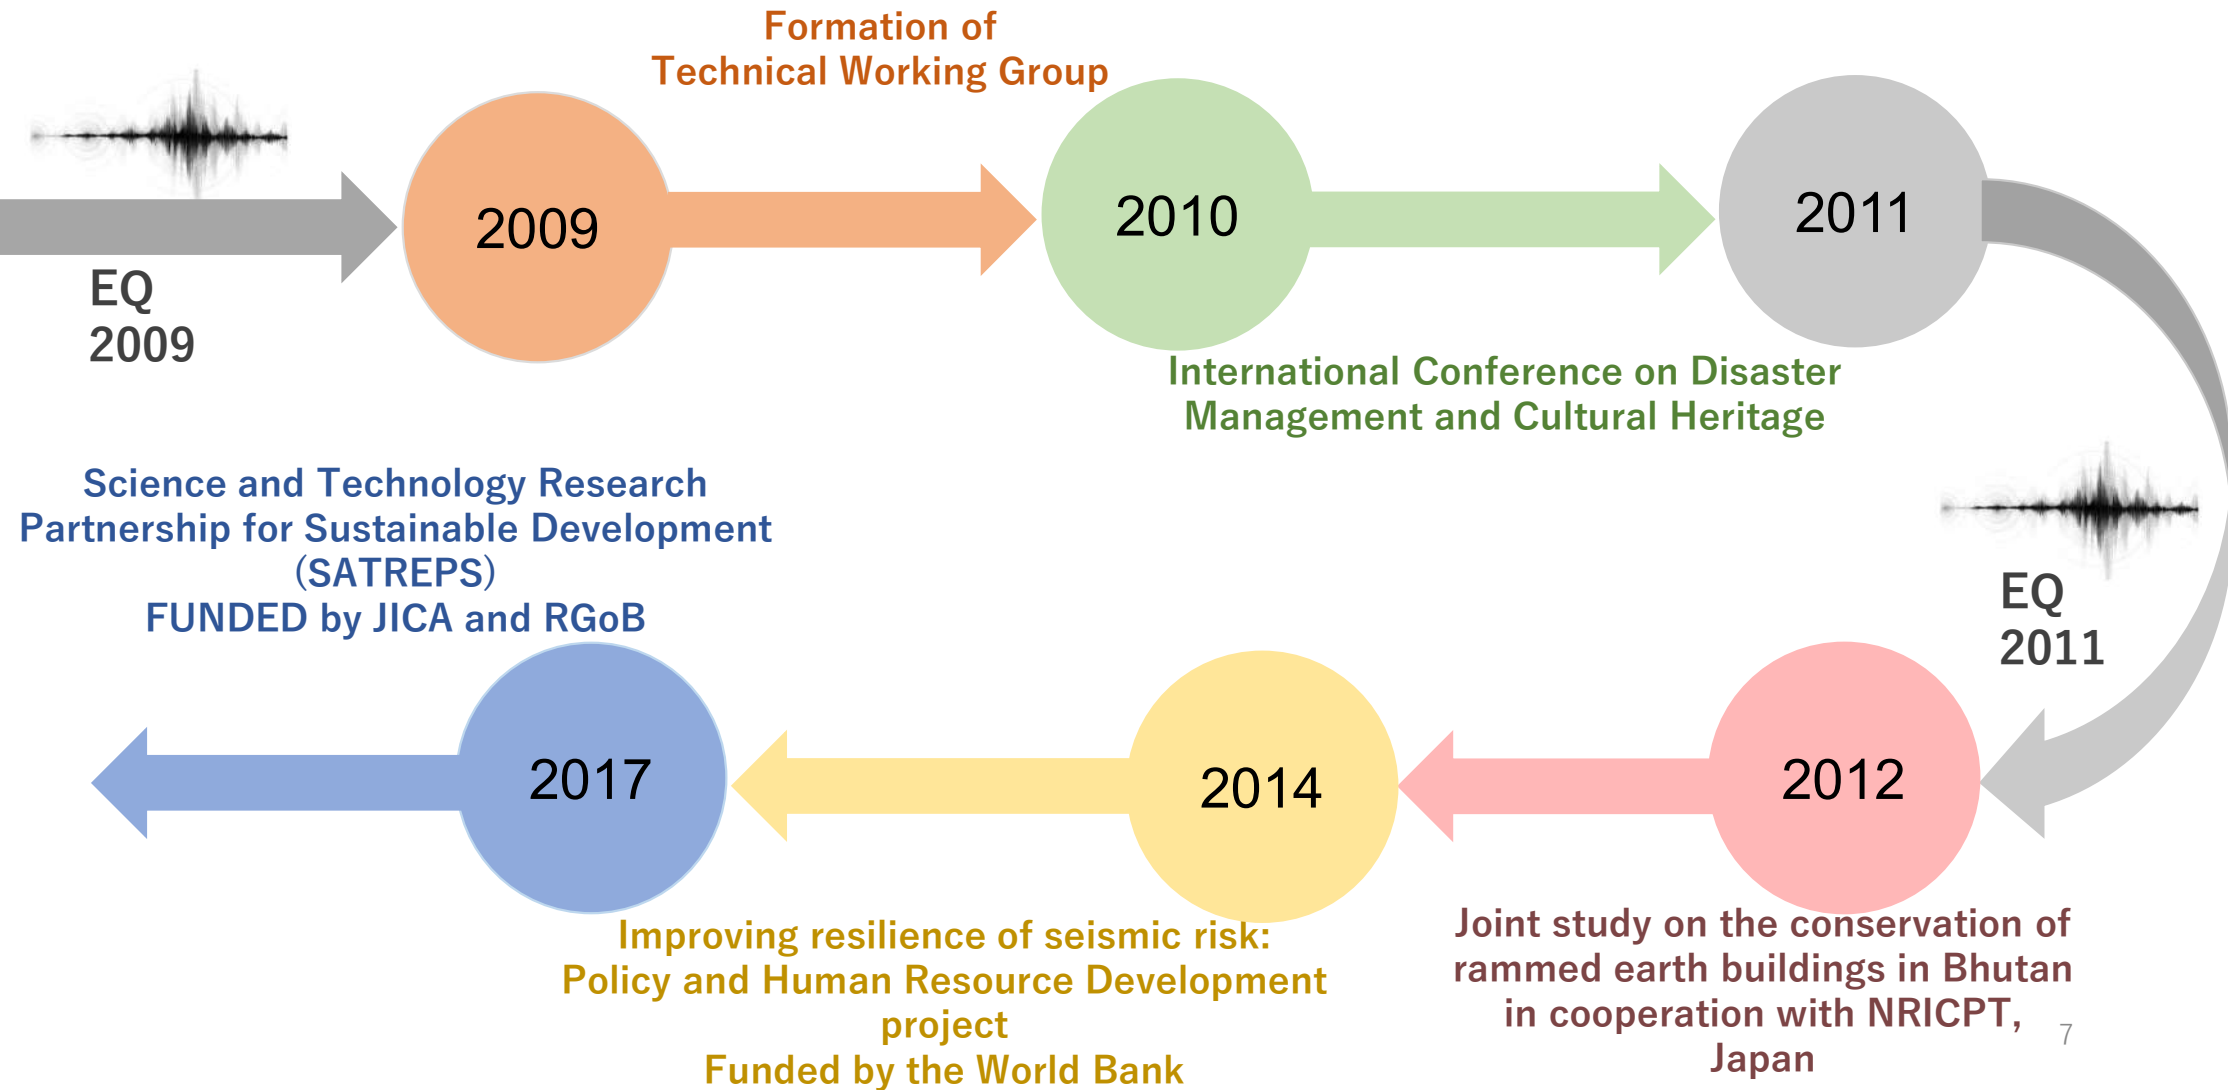 Formation of
Technical Working Group
EQ
2009
2009
2010
2011
International Conference on Disaster
Management and Cultural Heritage
EQ
2011
2012
Joint study on the conservation of
rammed earth buildings in Bhutan
in cooperation with NRICPT,
Japan
2014
Improving resilience of seismic risk:
Policy and Human Resource Development
project
Funded by the World Bank
Science and Technology Research
Partnership for Sustainable Development
(SATREPS)
FUNDED by JICA and RGoB
2017
7